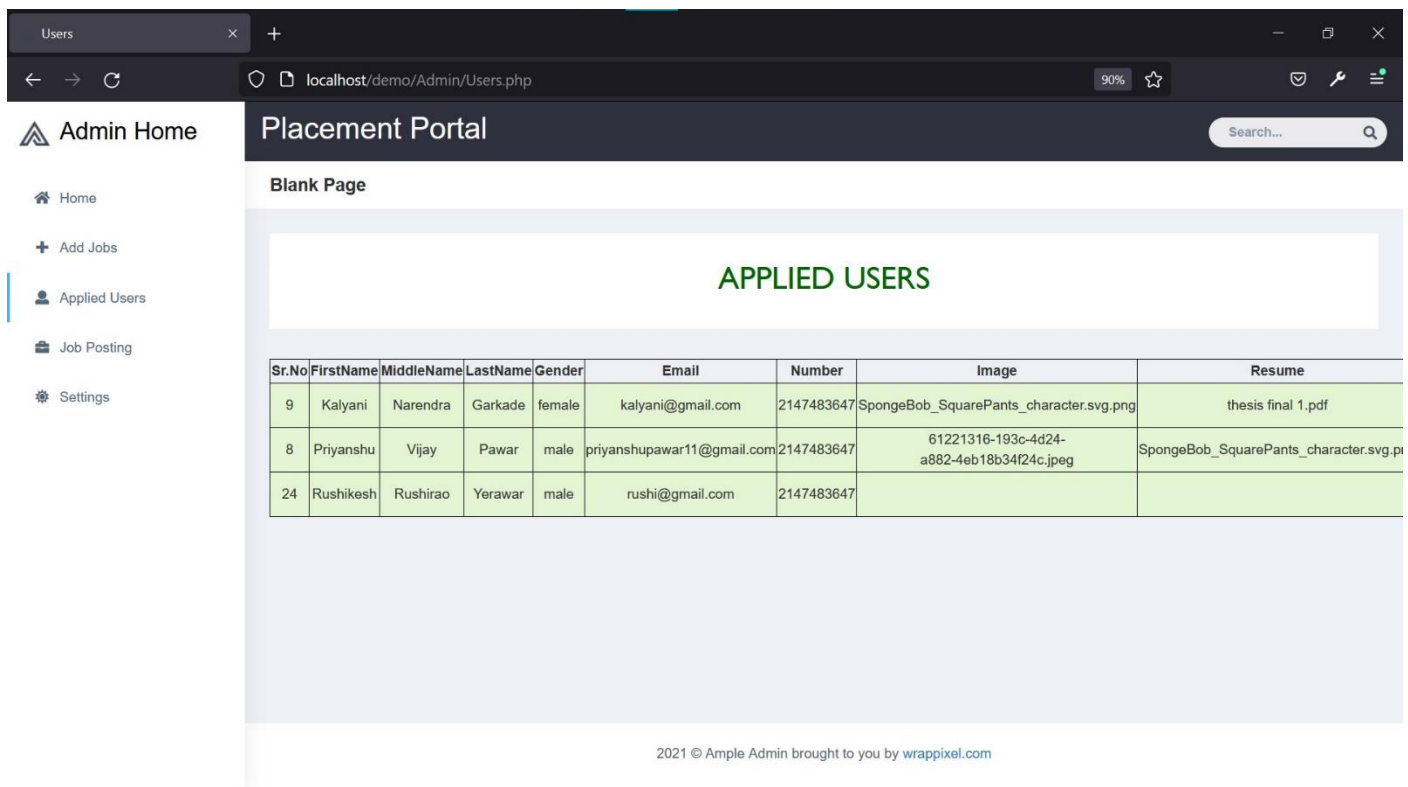 Users
localhost/demo/Admin/Users.php 90%
Admin Home
Placement Portal
Search...
Home
Add Jobs
Applied Users
Job Posting
Settings
Blank Page
APPLIED USERS
Sr.No FirstName MiddleName LastName Gender Email Number Image Resume
9 Kalyani Narendra Garkade female kalyani@gmail.com 2147483647 SpongeBob_SquarePants_character.svg.png thesis final 1.pdf
8 Priyanshu Vijay Pawar male priyanshupawar11@gmail.com 2147483647 61221316-193c-4d24-
a882-4eb18b34f24c.jpeg SpongeBob_SquarePants_character.svg.p
24 Rushikesh Rushirao Yerawar male rushi@gmail.com 2147483647
2021 © Ample Admin brought to you by wrappixel.com